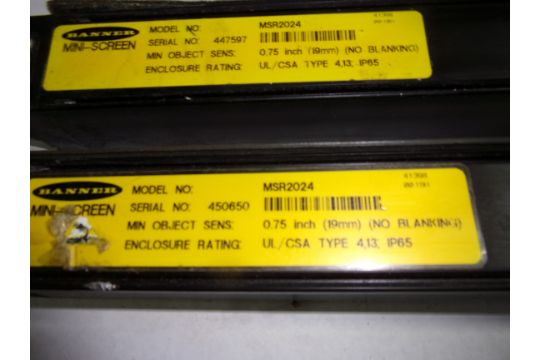 BANNER
MINI-SCREEN
MODEL NO: MSR2024
SERIAL NO: 447597
MIN OBJECT SENS: 0.75 inch (19mm) (NO BLANKING)
ENCLOSURE RATING: UL/CSA TYPE 4,13; IP65
BANNER
MINI-SCREEN
MODEL NO: MSR2024
SERIAL NO: 450650
MIN OBJECT SENS: 0.75 inch (19mm) (NO BLANKING)
ENCLOSURE RATING: UL/CSA TYPE 4,13; IP65